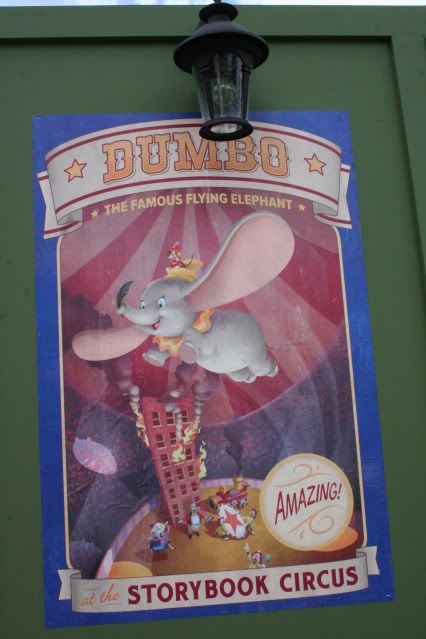 DUMBO
THE FAMOUS FLYING ELEPHANT
AMAZING!
at the STORYBOOK CIRCUS